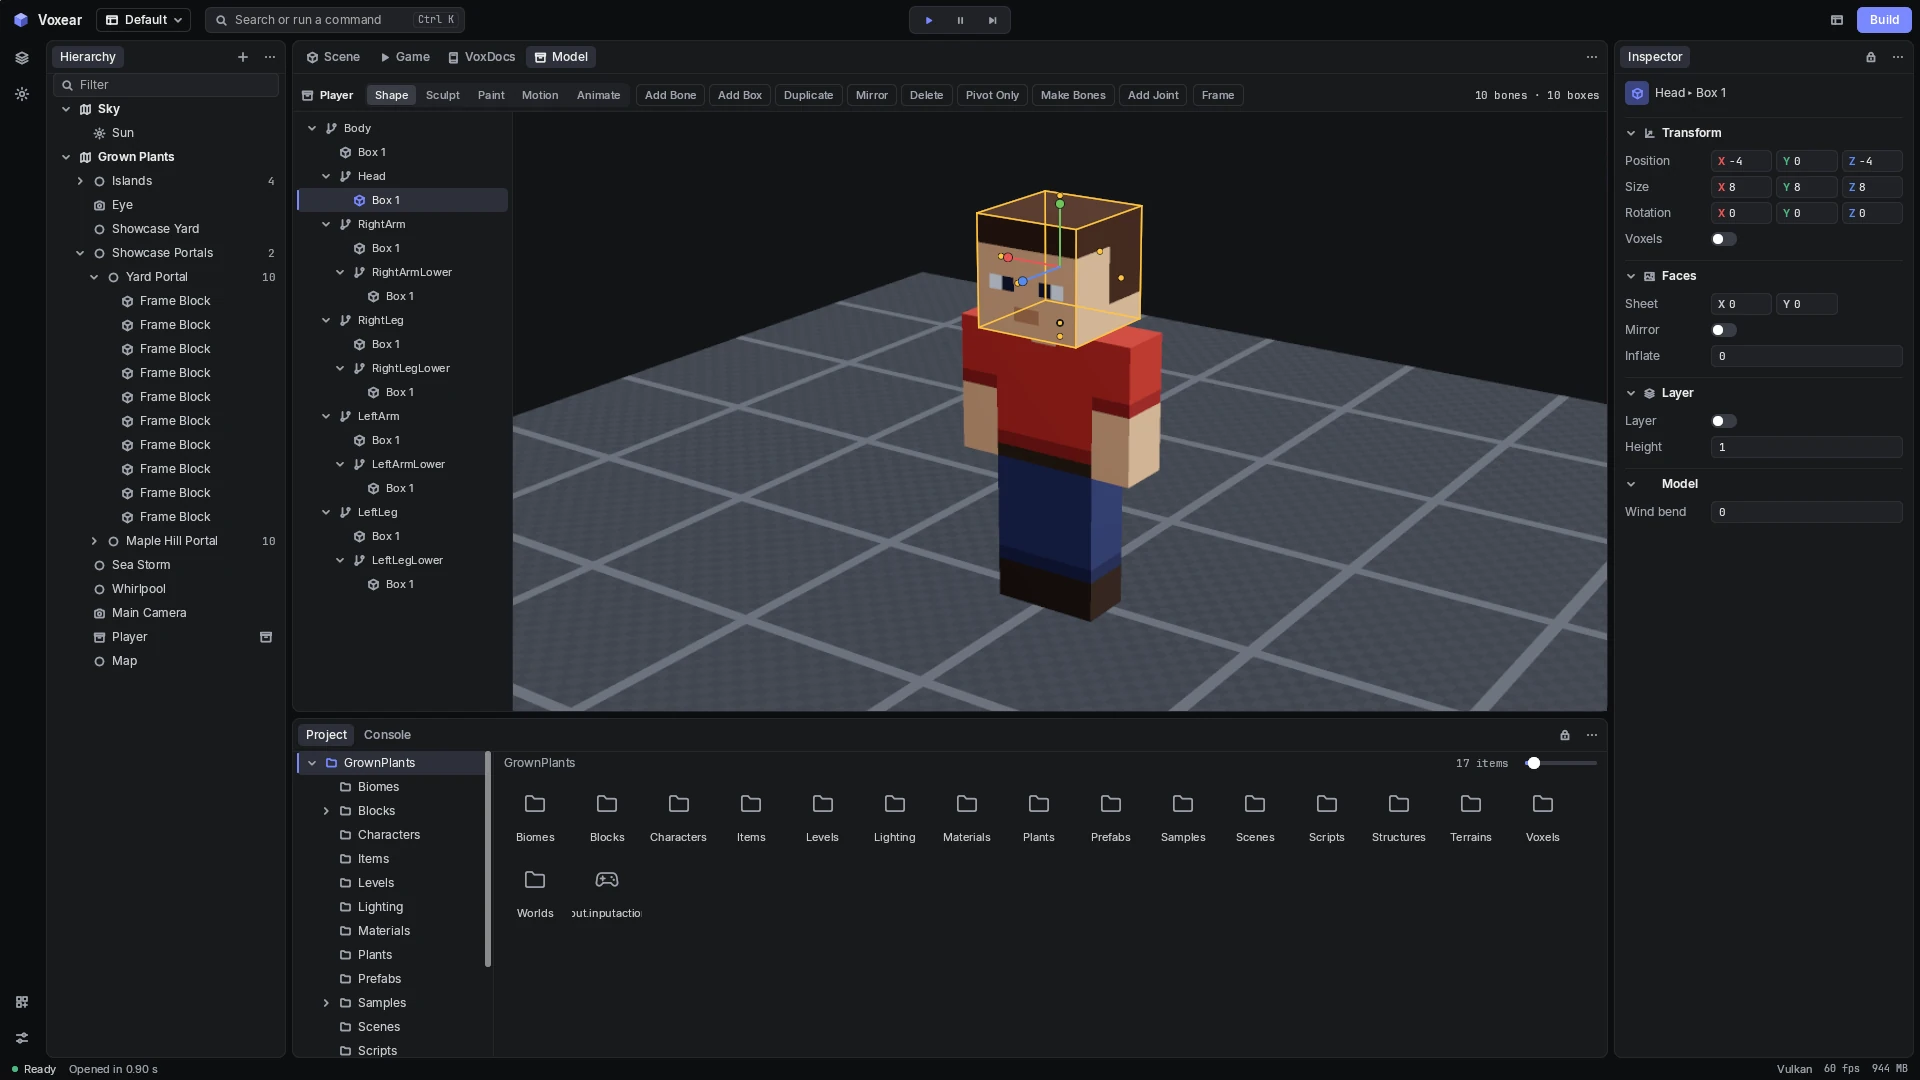 Voxear
Default
Search or run a command
Ctrl K
Build
Hierarchy
Filter
Sky
Sun
Grown Plants
Islands 4
Eye
Showcase Yard
Showcase Portals 2
Yard Portal 10
Frame Block
Frame Block
Frame Block
Frame Block
Frame Block
Frame Block
Frame Block
Frame Block
Frame Block
Frame Block
Maple Hill Portal 10
Sea Storm
Whirlpool
Main Camera
Player
Map
Scene Game VoxDocs Model
Player Shape Sculpt Paint Motion Animate Add Bone Add Box Duplicate Mirror Delete Pivot Only Make Bones Add Joint Frame 10 bones · 10 boxes
Body
Box 1
Head
Box 1
RightArm
Box 1
RightArmLower
Box 1
RightLeg
Box 1
RightLegLower
Box 1
LeftArm
Box 1
LeftArmLower
Box 1
LeftLeg
Box 1
LeftLegLower
Box 1
Project Console
GrownPlants
Biomes
Blocks
Characters
Items
Levels
Lighting
Materials
Plants
Prefabs
Samples
Scenes
Scripts
GrownPlants 17 items
Biomes Blocks Characters Items Levels Lighting Materials Plants Prefabs Samples Scenes Scripts Structures Terrains Voxels
Worlds out.inputactio
Inspector
Head ▸ Box 1
Transform
Position X -4 Y 0 Z -4
Size X 8 Y 8 Z 8
Rotation X 0 Y 0 Z 0
Voxels
Faces
Sheet X 0 Y 0
Mirror
Inflate 0
Layer
Layer
Height 1
Model
Wind bend 0
Ready Opened in 0.90 s
Vulkan 60 fps 944 MB